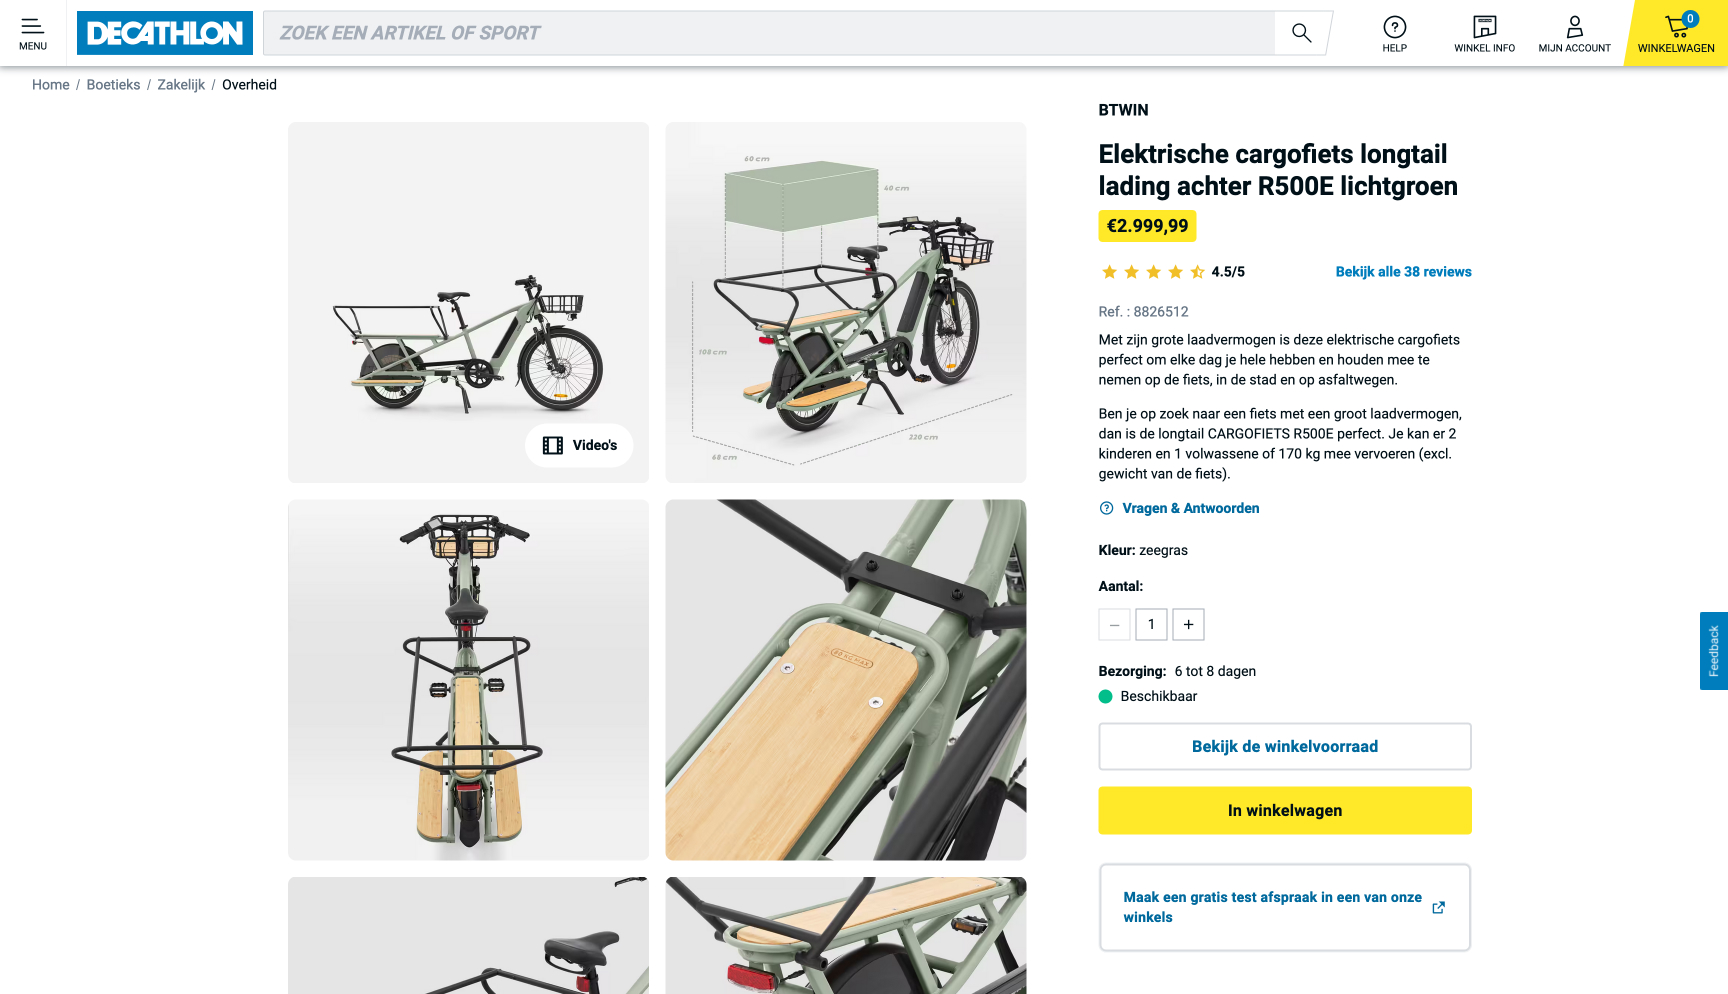 MENU
DECATHLON
ZOEK EEN ARTIKEL OF SPORT
HELP
WINKEL INFO
MIJN ACCOUNT
0
WINKELWAGEN
Home / Boetieks / Zakelijk / Overheid
BTWIN
Elektrische cargofiets longtail
lading achter R500E lichtgroen
€2.999,99
4.5/5
Bekijk alle 38 reviews
Ref. : 8826512
Met zijn grote laadvermogen is deze elektrische cargofiets
perfect om elke dag je hele hebben en houden mee te
nemen op de fiets, in de stad en op asfaltwegen.
Ben je op zoek naar een fiets met een groot laadvermogen,
dan is de longtail CARGOFIETS R500E perfect. Je kan er 2
kinderen en 1 volwassene of 170 kg mee vervoeren (excl.
gewicht van de fiets).
Vragen & Antwoorden
Kleur: zeegras
Aantal:
− 1 +
Bezorging: 6 tot 8 dagen
Beschikbaar
Bekijk de winkelvoorraad
In winkelwagen
Maak een gratis test afspraak in een van onze
winkels
Video's
60 cm
40 cm
108 cm
220 cm
68 cm
80 KG MAX
Feedback